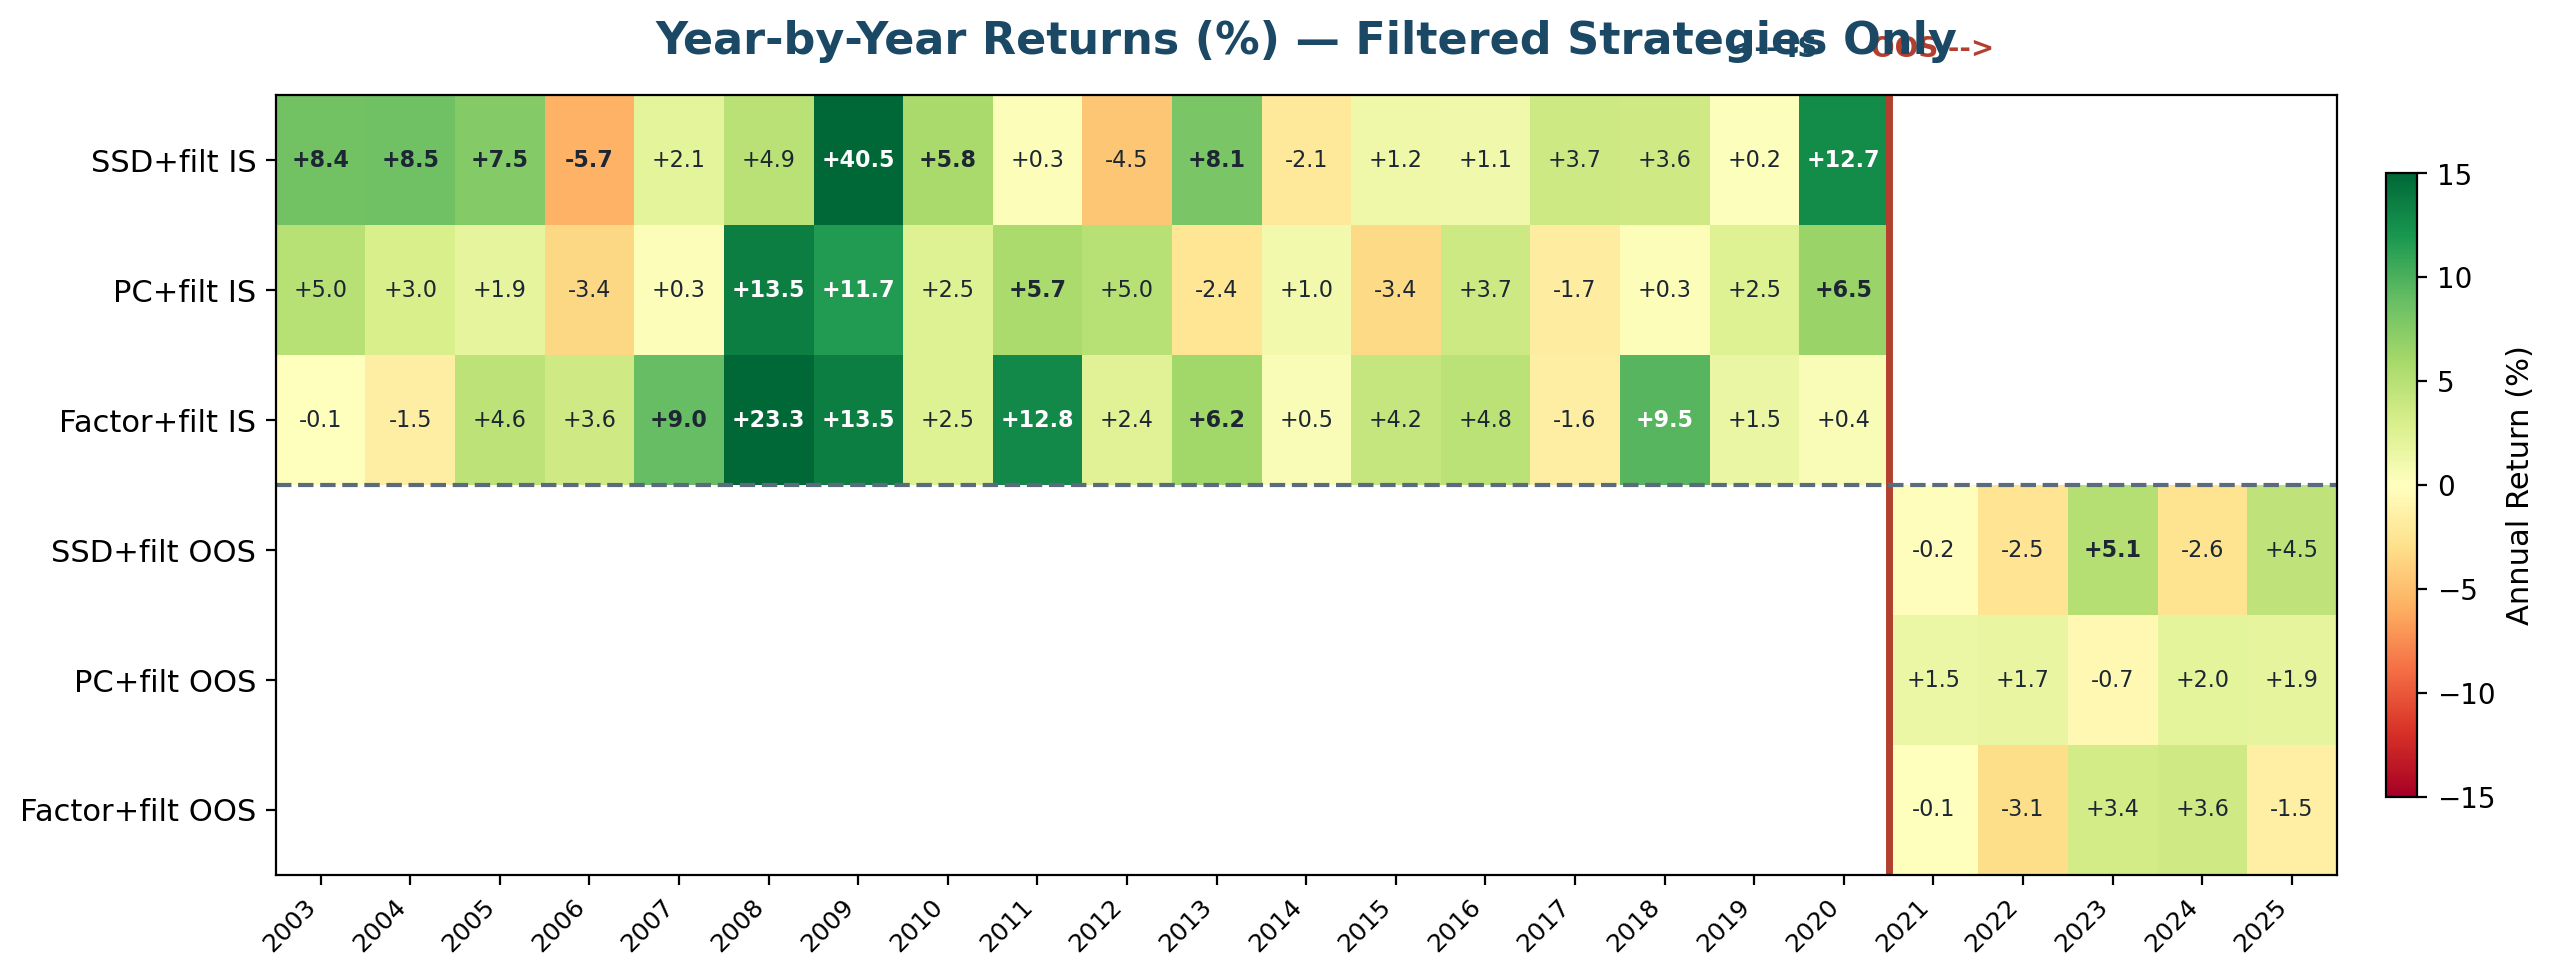 Year-by-Year Returns (%) — Filtered Strategies Only
<-- IS OOS -->
SSD+filt IS +8.4 +8.5 +7.5 -5.7 +2.1 +4.9 +40.5 +5.8 +0.3 -4.5 +8.1 -2.1 +1.2 +1.1 +3.7 +3.6 +0.2 +12.7
PC+filt IS +5.0 +3.0 +1.9 -3.4 +0.3 +13.5 +11.7 +2.5 +5.7 +5.0 -2.4 +1.0 -3.4 +3.7 -1.7 +0.3 +2.5 +6.5
Factor+filt IS -0.1 -1.5 +4.6 +3.6 +9.0 +23.3 +13.5 +2.5 +12.8 +2.4 +6.2 +0.5 +4.2 +4.8 -1.6 +9.5 +1.5 +0.4
SSD+filt OOS -0.2 -2.5 +5.1 -2.6 +4.5
PC+filt OOS +1.5 +1.7 -0.7 +2.0 +1.9
Factor+filt OOS -0.1 -3.1 +3.4 +3.6 -1.5
2003 2004 2005 2006 2007 2008 2009 2010 2011 2012 2013 2014 2015 2016 2017 2018 2019 2020 2021 2022 2023 2024 2025
15
10
5
0
−5
−10
−15
Annual Return (%)